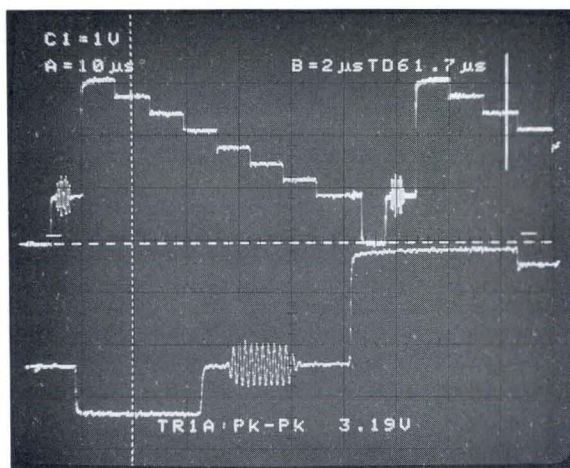 C1=1V
A=10μs B=2μsTD61.7μs
TR1A:Pk-Pk 3.19V